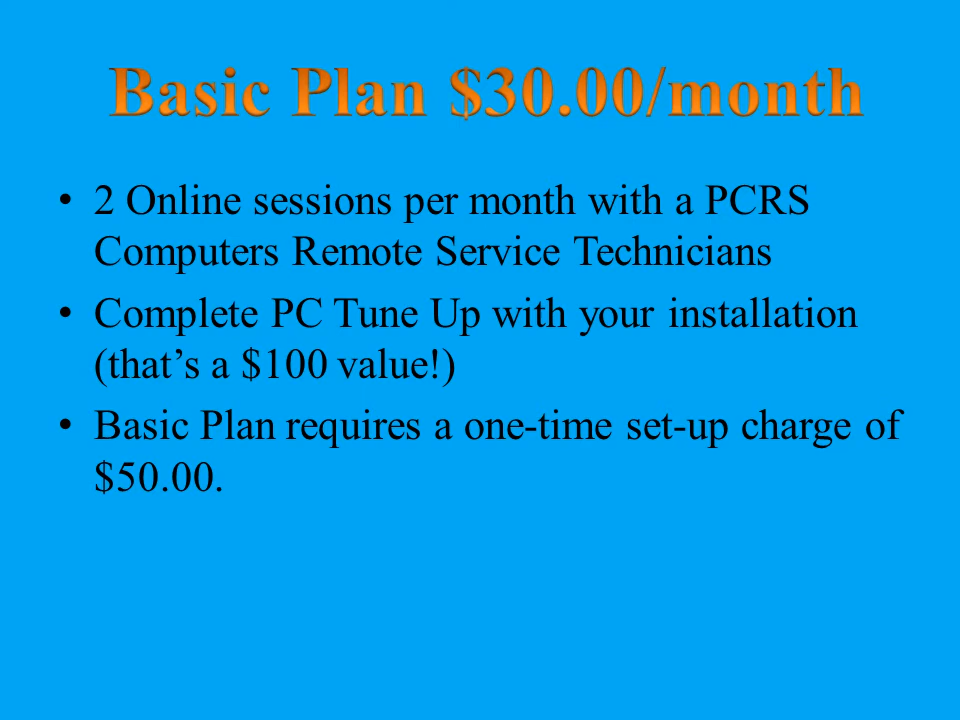 Basic Plan $30.00/month
• 2 Online sessions per month with a PCRS
Computers Remote Service Technicians
• Complete PC Tune Up with your installation
(that’s a $100 value!)
• Basic Plan requires a one-time set-up charge of
$50.00.